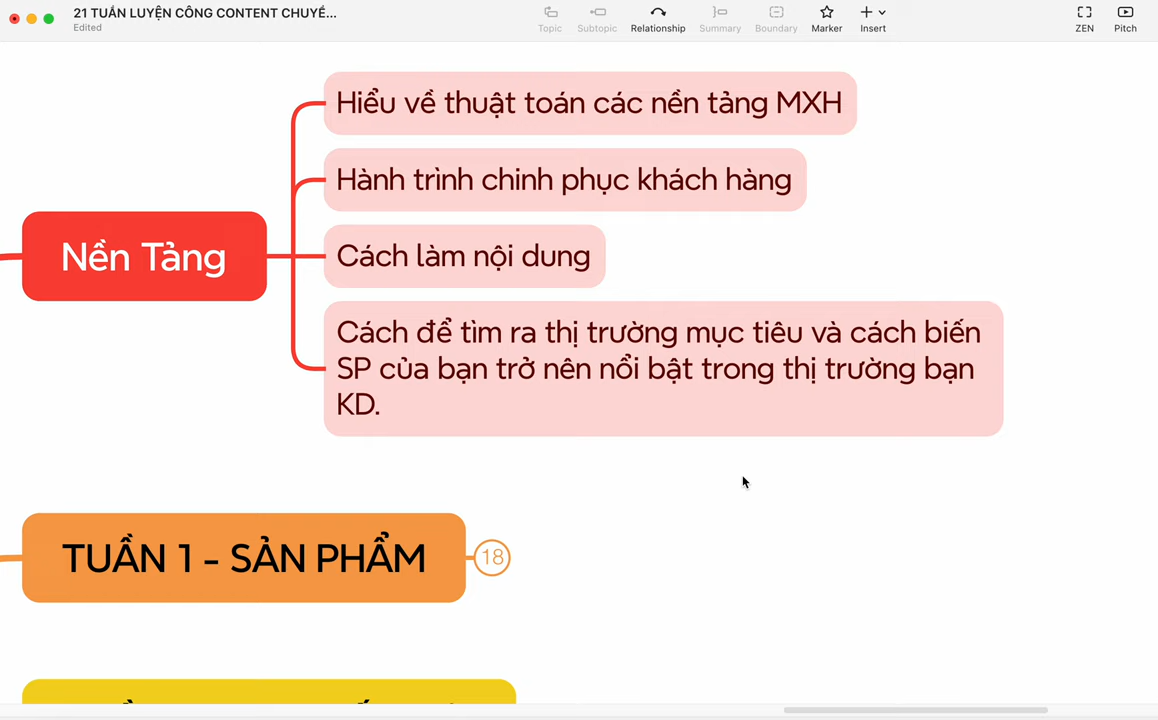 21 TUẦN LUYỆN CÔNG CONTENT CHUYÉ...
Edited
Topic
Subtopic
Relationship
Summary
Boundary
Marker
Insert
ZEN
Pitch
Nền Tảng
Hiểu về thuật toán các nền tảng MXH
Hành trình chinh phục khách hàng
Cách làm nội dung
Cách để tìm ra thị trường mục tiêu và cách biến
SP của bạn trở nên nổi bật trong thị trường bạn
KD.
TUẦN 1 - SẢN PHẨM
18